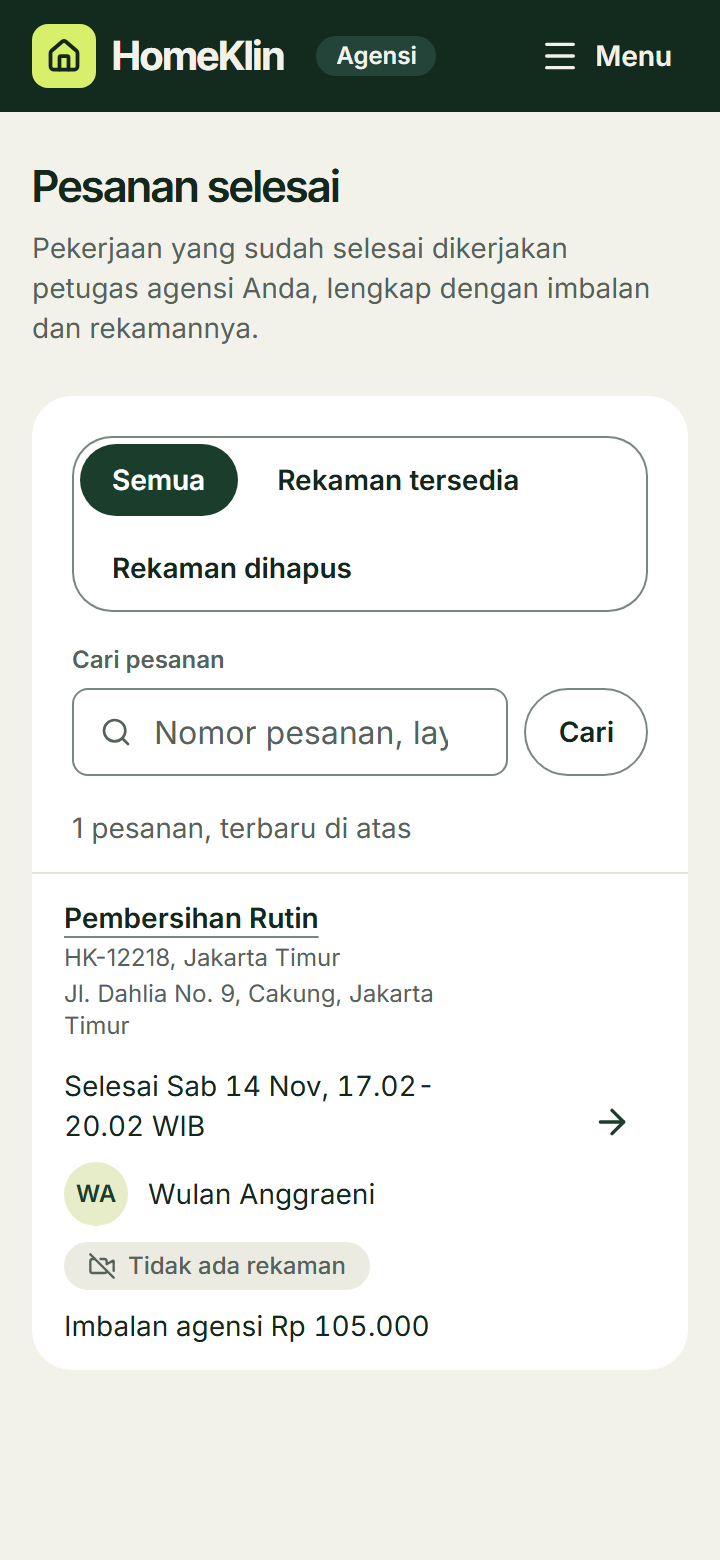 HomeKlin Agensi Menu
Pesanan selesai
Pekerjaan yang sudah selesai dikerjakan
petugas agensi Anda, lengkap dengan imbalan
dan rekamannya.
Semua Rekaman tersedia
Rekaman dihapus
Cari pesanan
Nomor pesanan, lay Cari
1 pesanan, terbaru di atas
Pembersihan Rutin
HK-12218, Jakarta Timur
Jl. Dahlia No. 9, Cakung, Jakarta
Timur
Selesai Sab 14 Nov, 17.02-
20.02 WIB
WA Wulan Anggraeni
Tidak ada rekaman
Imbalan agensi Rp 105.000